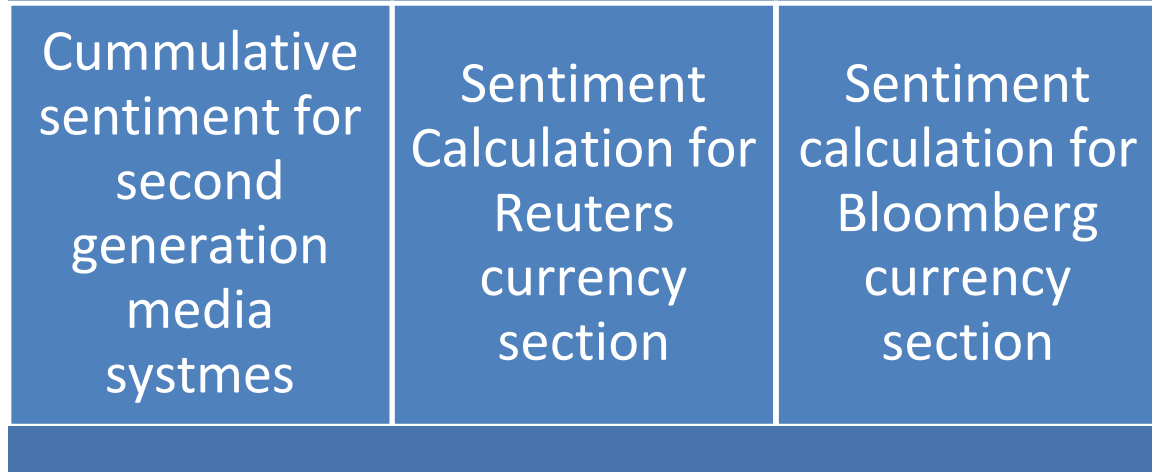 Cummulative
sentiment for
second
generation
media
systmes
Sentiment
Calculation for
Reuters
currency
section
Sentiment
calculation for
Bloomberg
currency
section